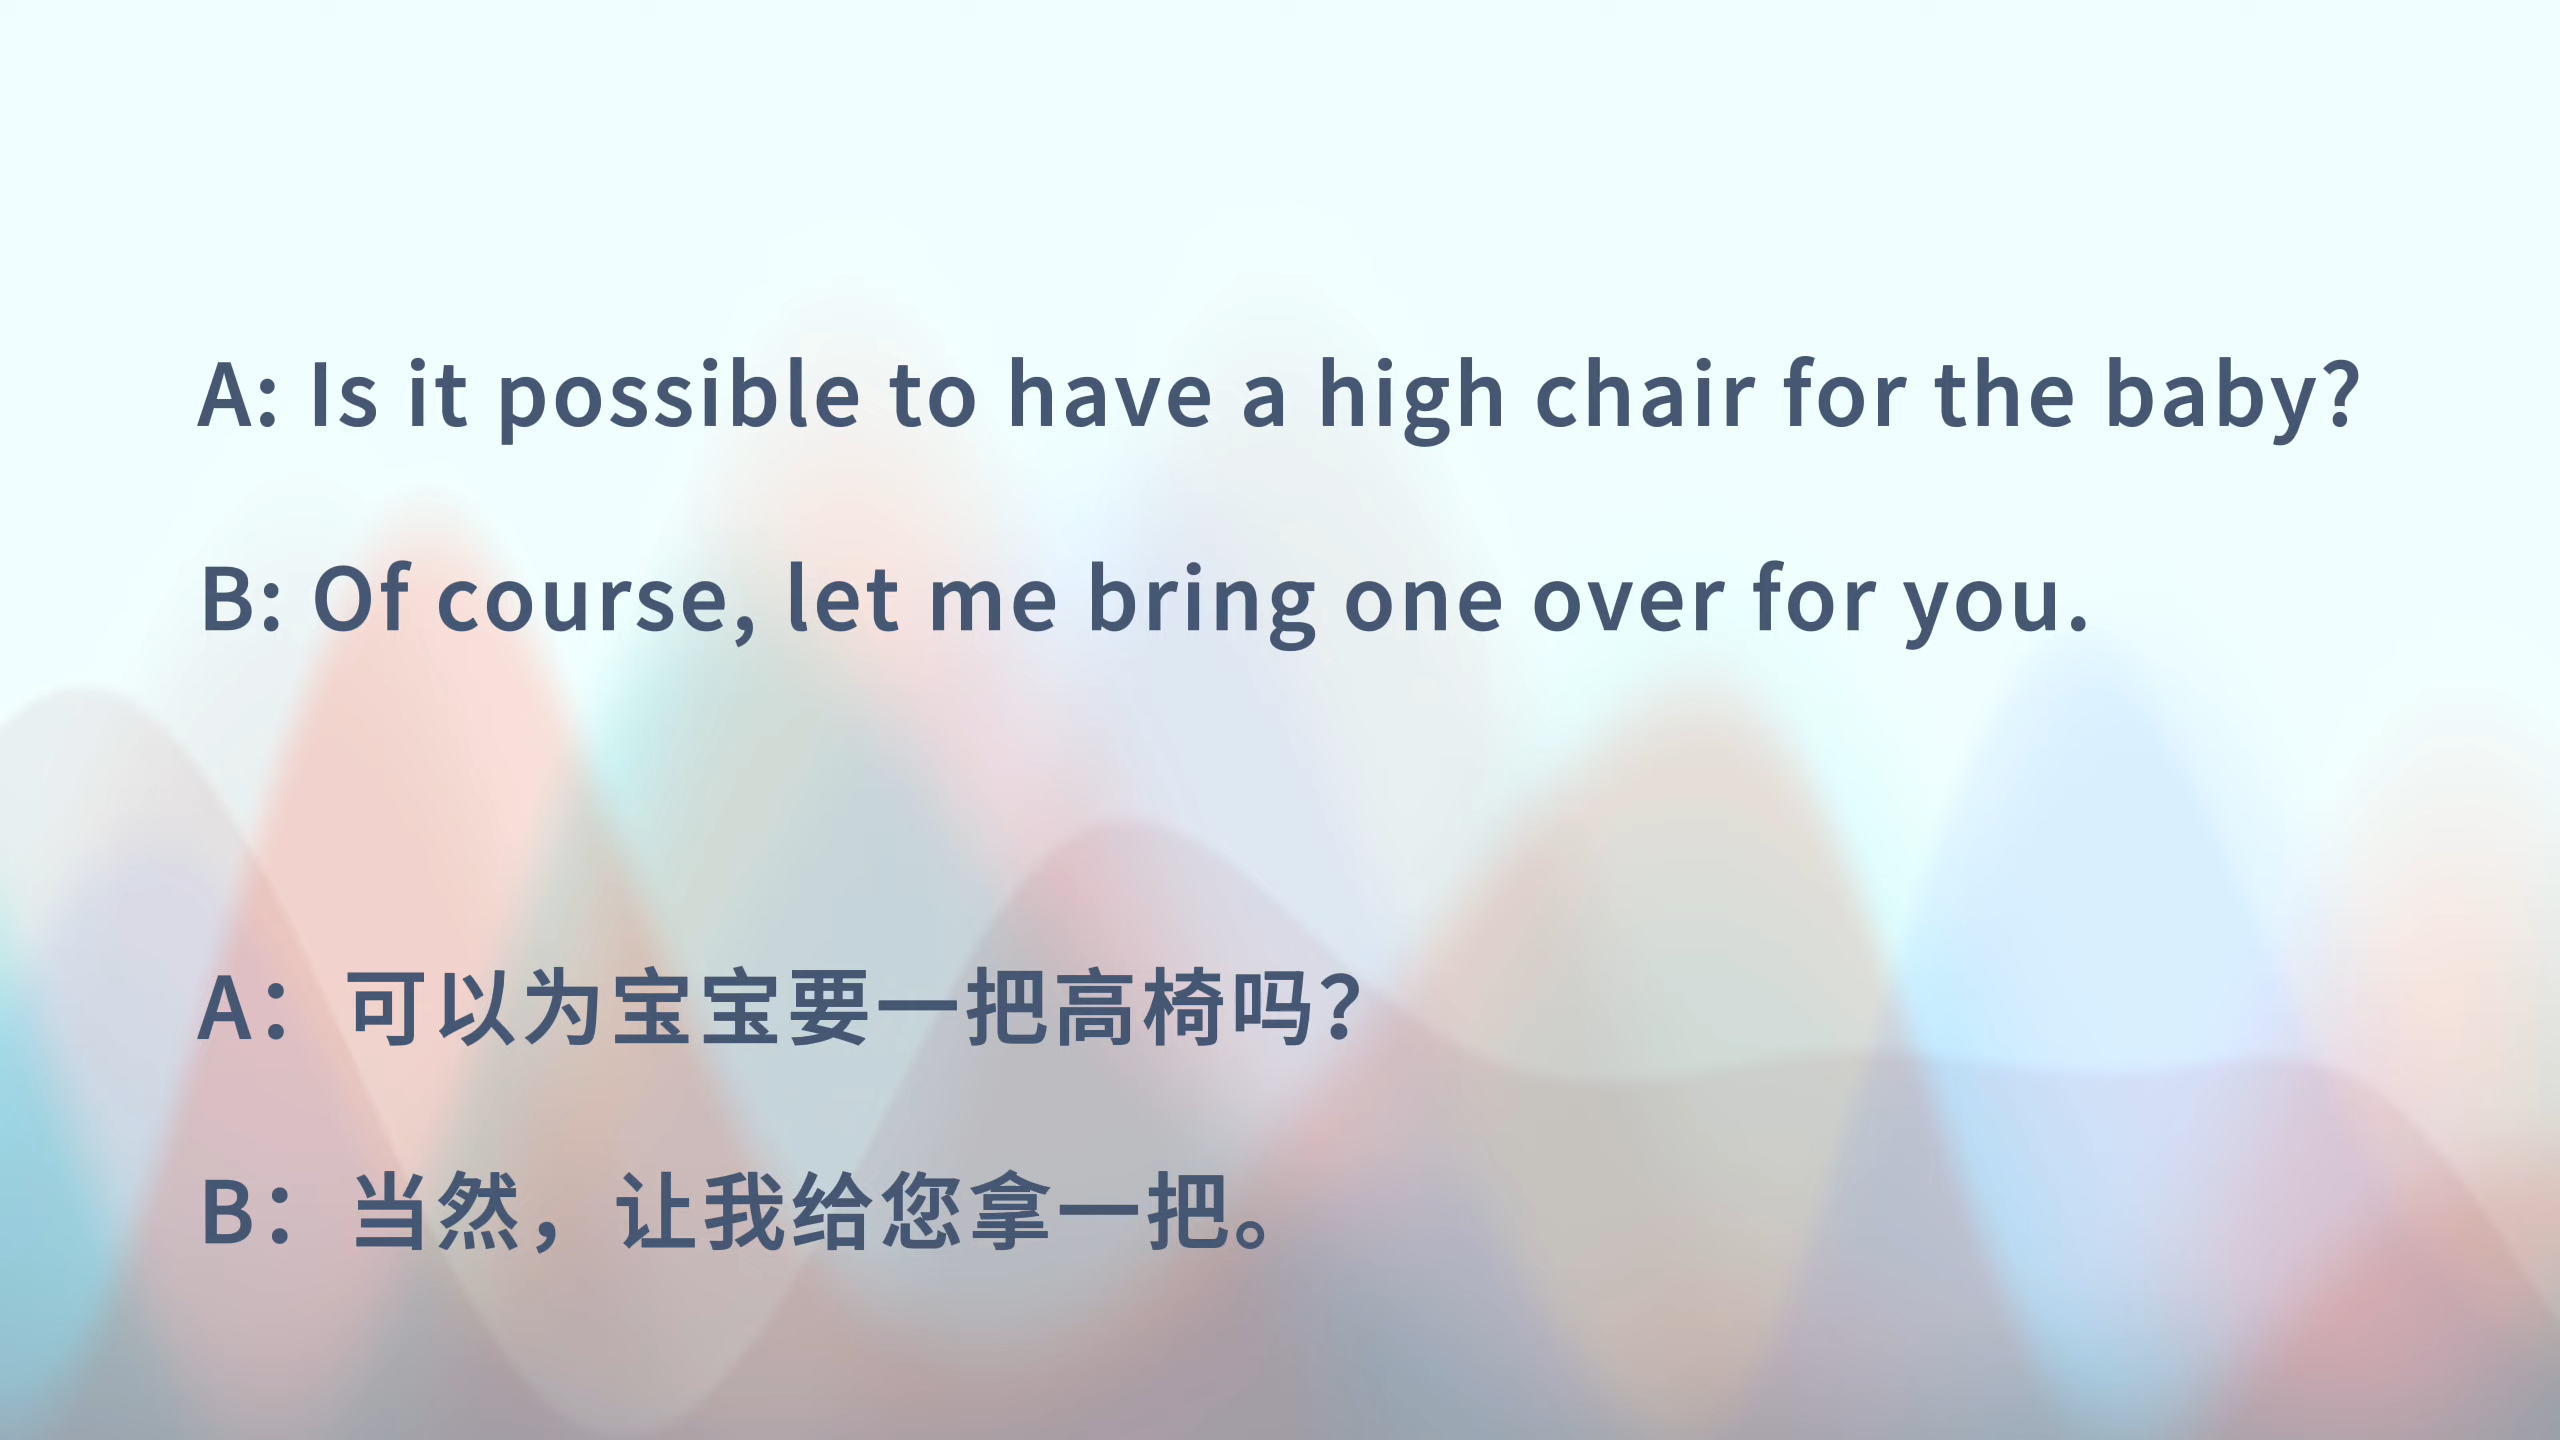 A: Is it possible to have a high chair for the baby?
B: Of course, let me bring one over for you.
A：可以为宝宝要一把高椅吗？
B：当然，让我给您拿一把。